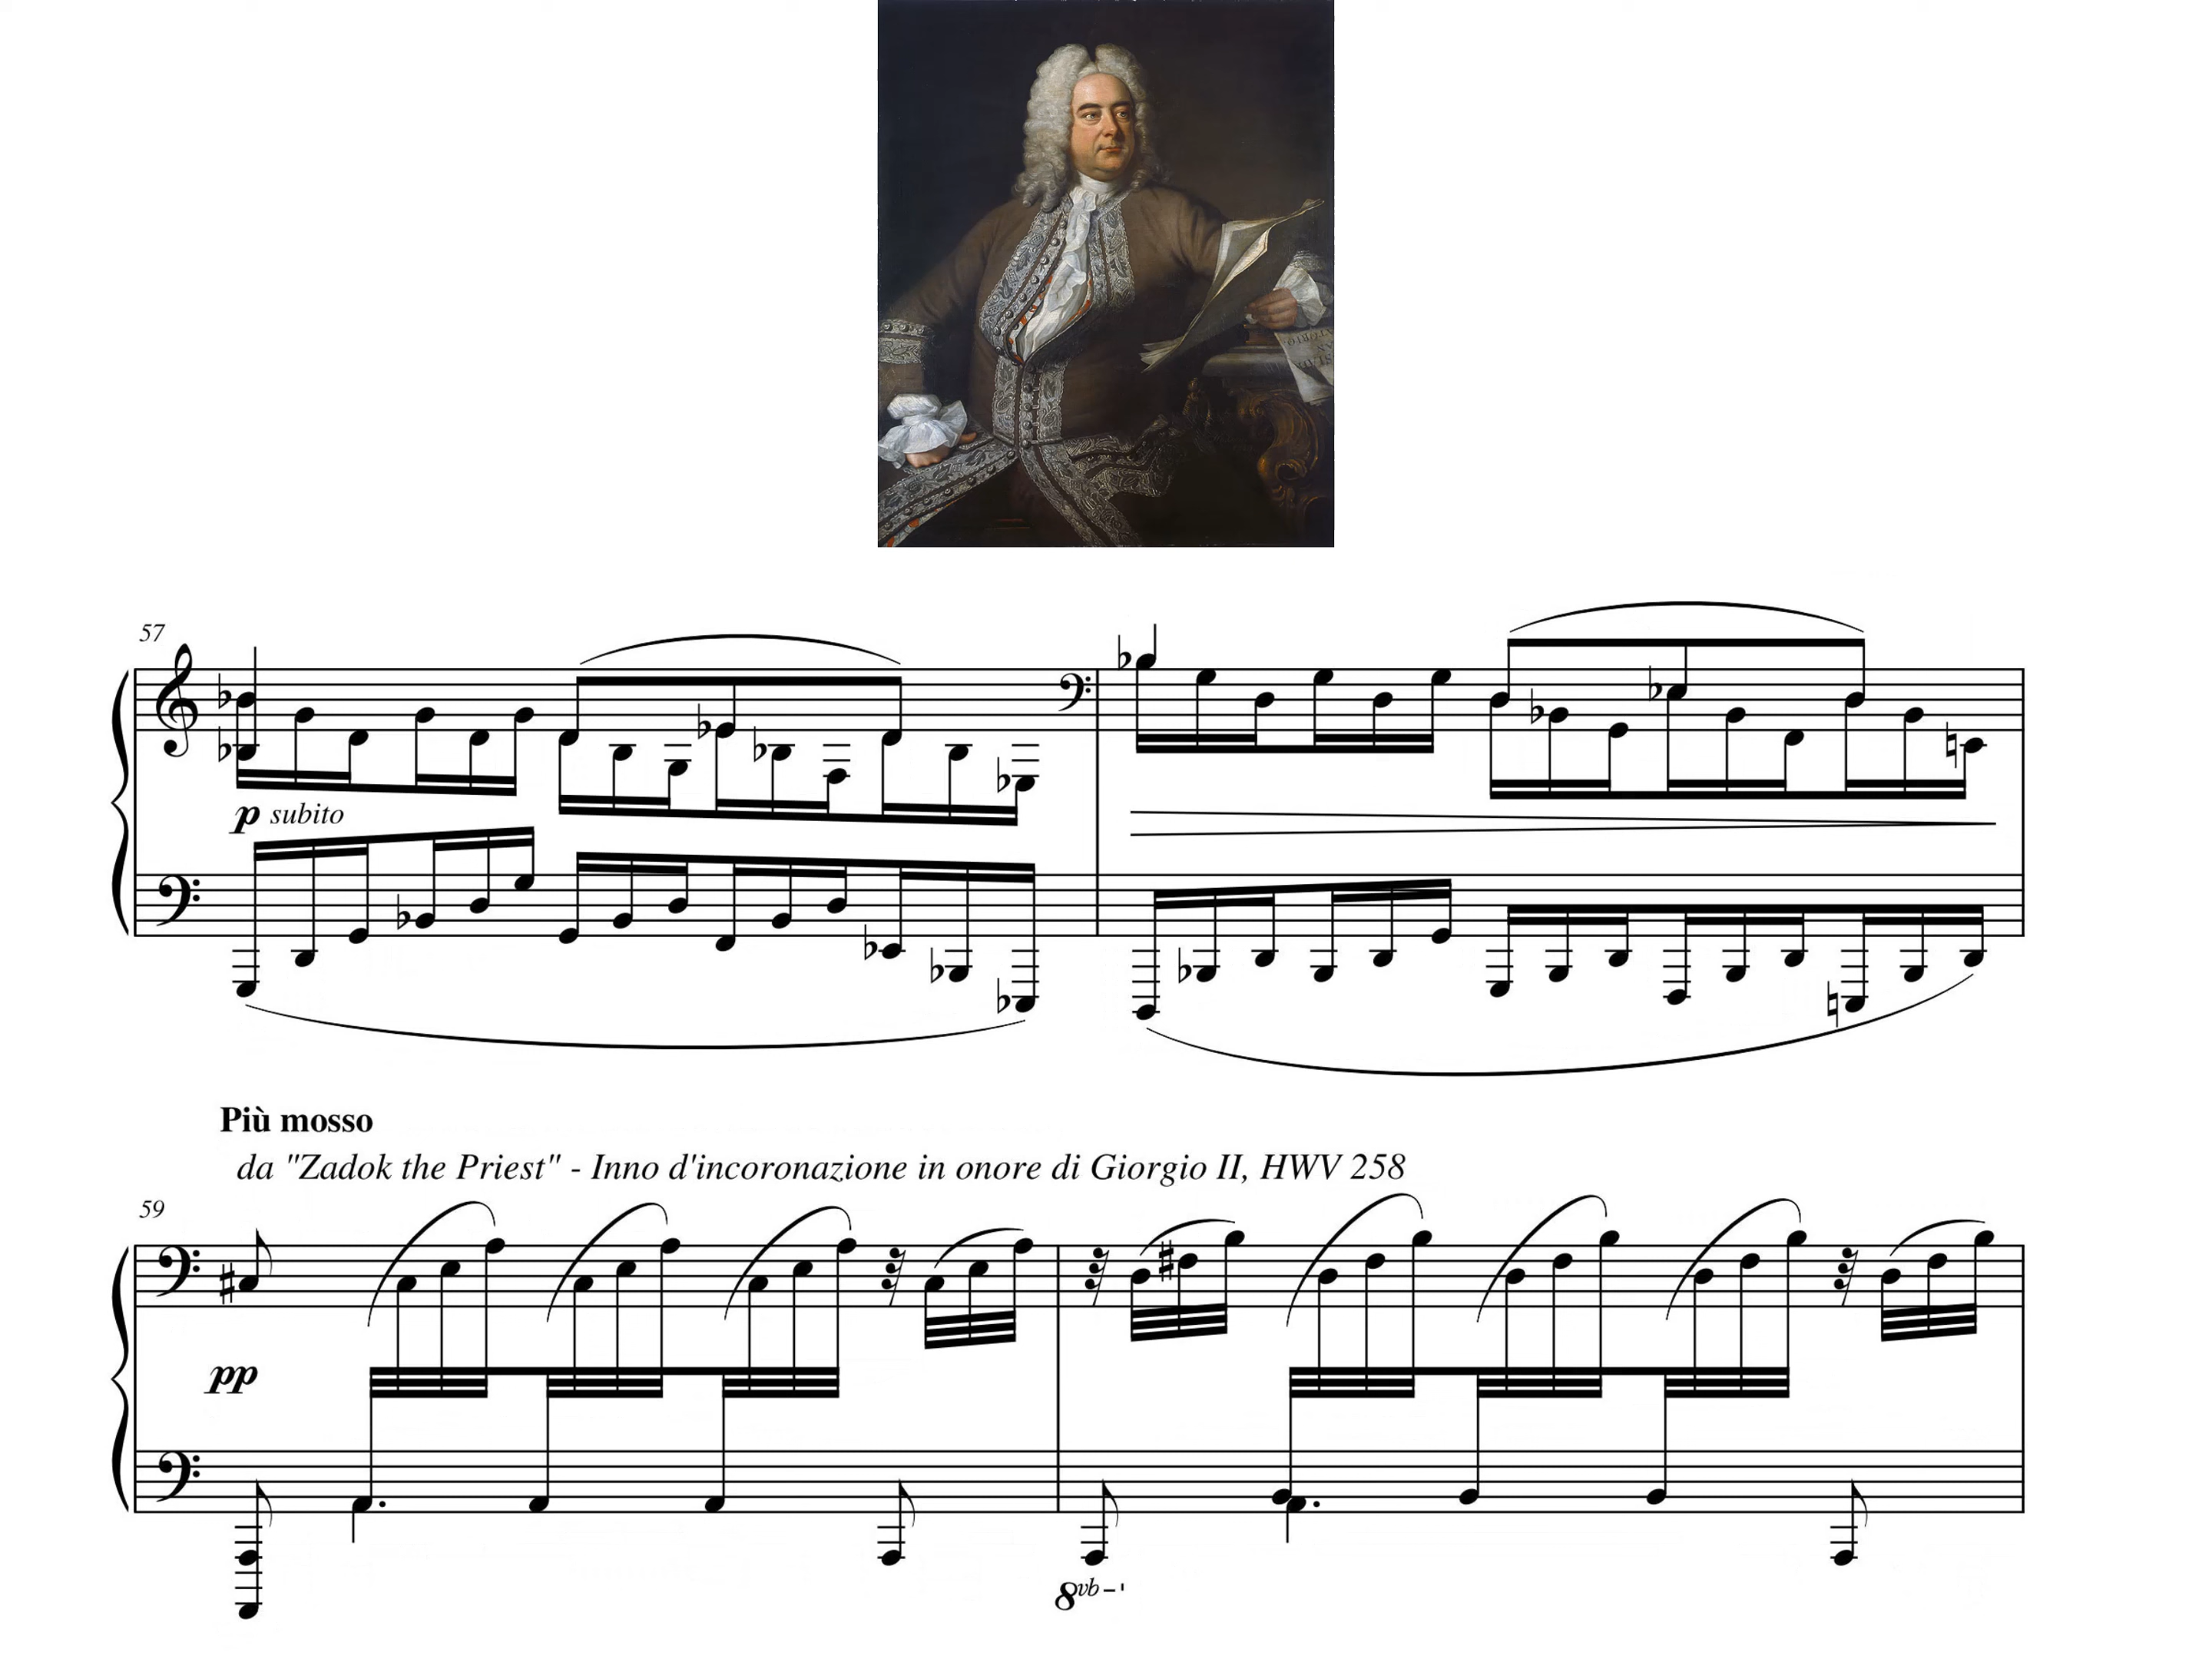 57
p subito
Più mosso
da "Zadok the Priest" - Inno d'incoronazione in onore di Giorgio II, HWV 258
59
pp
8vb